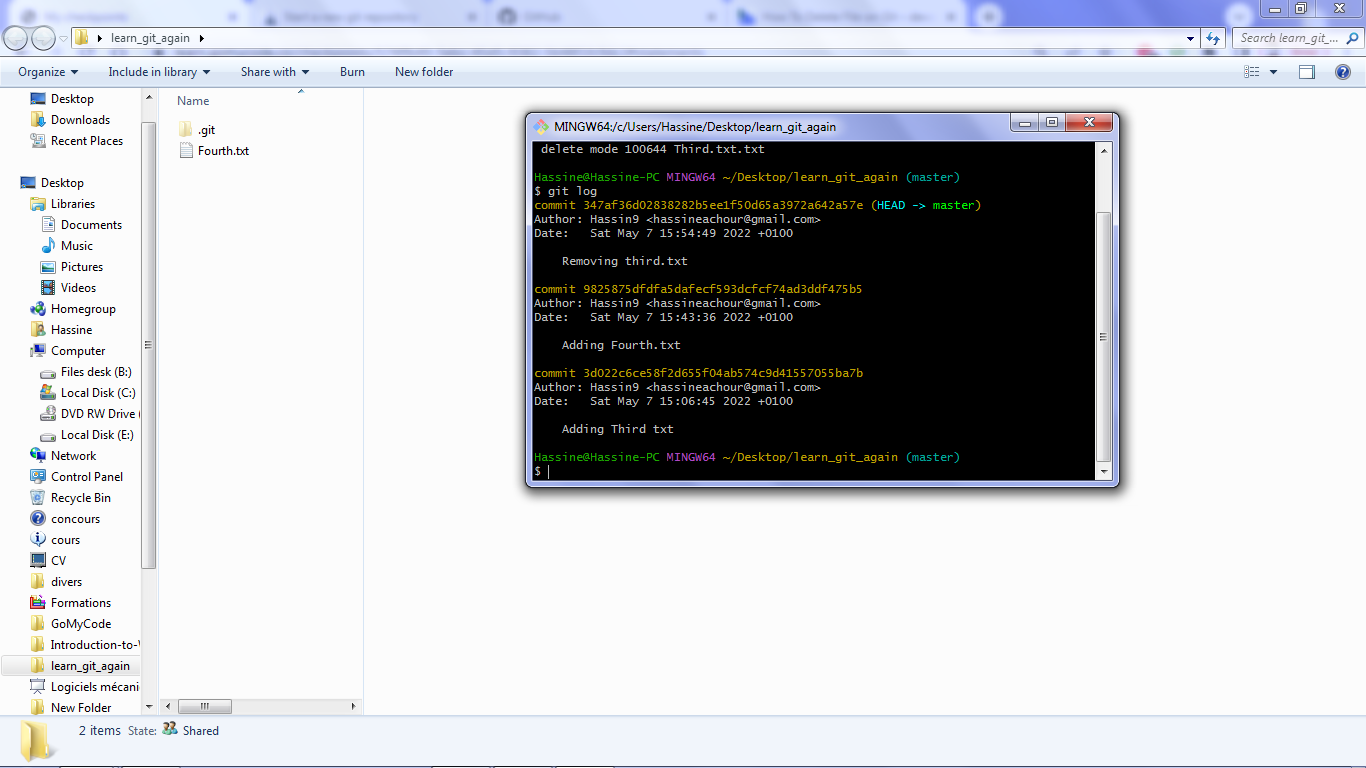 learn_git_again
Search learn_git_...
Organize Include in library Share with Burn New folder
Desktop
Downloads
Recent Places
Desktop
Libraries
Documents
Music
Pictures
Videos
Homegroup
Hassine
Computer
Files desk (B:)
Local Disk (C:)
DVD RW Drive (
Local Disk (E:)
Network
Control Panel
Recycle Bin
concours
cours
CV
divers
Formations
GoMyCode
Introduction-to-
learn_git_again
Logiciels mécani
New Folder
Name
.git
Fourth.txt
MINGW64:/c/Users/Hassine/Desktop/learn_git_again
delete mode 100644 Third.txt.txt
Hassine@Hassine-PC MINGW64 ~/Desktop/learn_git_again (master)
$ git log
commit 347af36d02838282b5ee1f50d65a3972a642a57e (HEAD -> master)
Author: Hassin9 <hassineachour@gmail.com>
Date: Sat May 7 15:54:49 2022 +0100
Removing third.txt
commit 9825875dfdfa5dafecf593dcfcf74ad3ddf475b5
Author: Hassin9 <hassineachour@gmail.com>
Date: Sat May 7 15:43:36 2022 +0100
Adding Fourth.txt
commit 3d022c6ce58f2d655f04ab574c9d41557055ba7b
Author: Hassin9 <hassineachour@gmail.com>
Date: Sat May 7 15:06:45 2022 +0100
Adding Third txt
Hassine@Hassine-PC MINGW64 ~/Desktop/learn_git_again (master)
$
2 items State: Shared